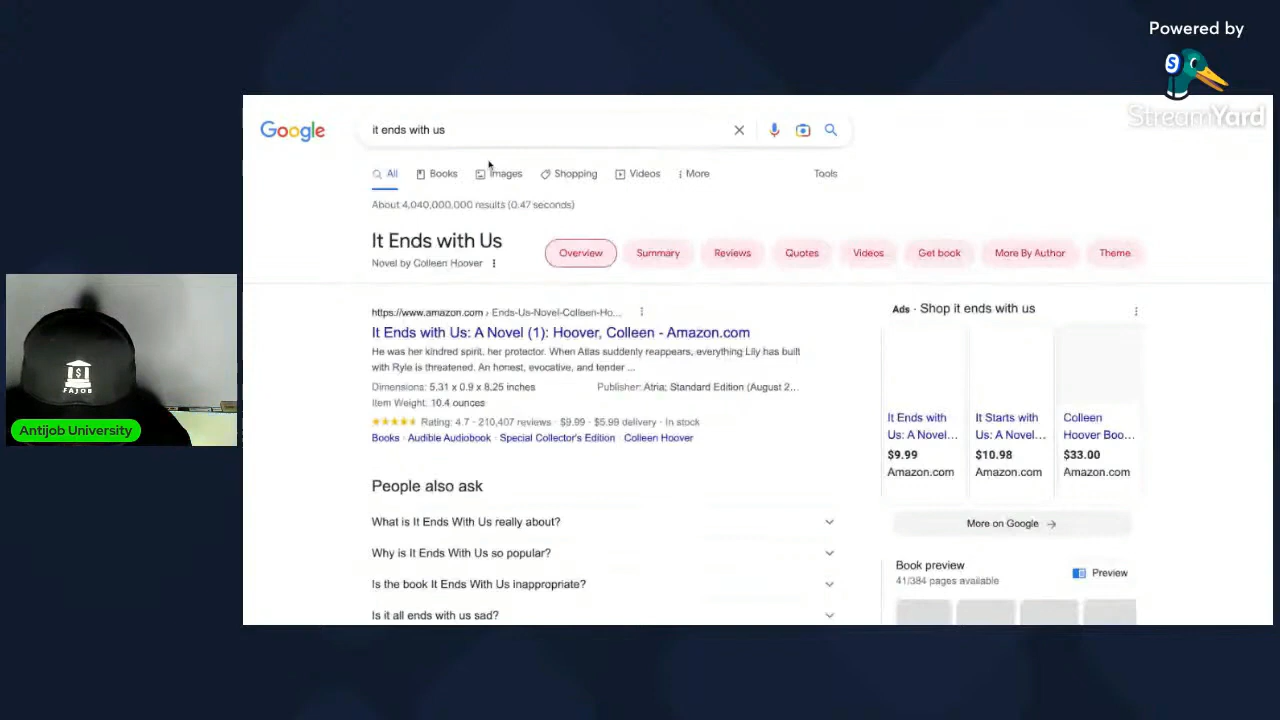 Powered by
StreamYard
Google
it ends with us
All
Books
Images
Shopping
Videos
More
Tools
About 4,040,000,000 results (0.47 seconds)
It Ends with Us
Novel by Colleen Hoover
Overview
Summary
Reviews
Quotes
Videos
Get book
More By Author
Theme
https://www.amazon.com › Ends-Us-Novel-Colleen-Ho...
It Ends with Us: A Novel (1): Hoover, Colleen - Amazon.com
He was her kindred spirit, her protector. When Atlas suddenly reappears, everything Lily has built
with Ryle is threatened. An honest, evocative, and tender ...
Dimensions: 5.31 x 0.9 x 8.25 inches
Publisher: Atria; Standard Edition (August 2...
Item Weight: 10.4 ounces
Rating: 4.7 · 210,407 reviews · $9.99 · $5.99 delivery · In stock
Books · Audible Audiobook · Special Collector's Edition · Colleen Hoover
People also ask
What is It Ends With Us really about?
Why is It Ends With Us so popular?
Is the book It Ends With Us inappropriate?
Is it all ends with us sad?
Ads · Shop it ends with us
It Ends with
Us: A Novel...
$9.99
Amazon.com
It Starts with
Us: A Novel...
$10.98
Amazon.com
Colleen
Hoover Boo...
$33.00
Amazon.com
More on Google →
Book preview
41/384 pages available
Preview
$
FAJOB
Antijob University